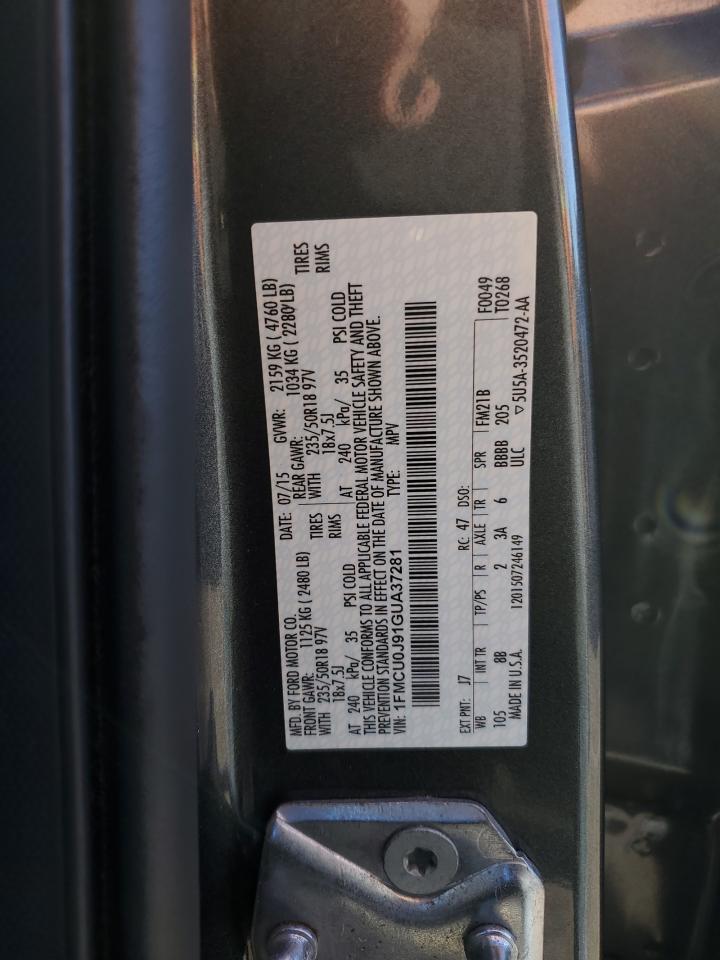 MFD. BY FORD MOTOR CO. DATE: 07/15 GVWR: 2159 KG ( 4760 LB)
FRONT GAWR: 1125 KG ( 2480 LB) REAR GAWR: 1034 KG ( 2280 LB)
WITH 235/50R18 97V TIRES WITH 235/50R18 97V TIRES
18x7.5J RIMS 18x7.5J RIMS
AT 240 kPa/ 35 PSI COLD AT 240 kPa/ 35 PSI COLD
THIS VEHICLE CONFORMS TO ALL APPLICABLE FEDERAL MOTOR VEHICLE SAFETY AND THEFT
PREVENTION STANDARDS IN EFFECT ON THE DATE OF MANUFACTURE SHOWN ABOVE.
VIN: 1FMCU0J91GUA37281 TYPE: MPV
EXT PNT: J7 RC: 47 DSO: F0049
WB INT TR TP/PS R AXLE TR SPR FM21B T0268
105 8B 2 3A 6 BBBB 205
MADE IN U.S.A. 1201507246149 ULC ▽ 5U5A-3520472-AA